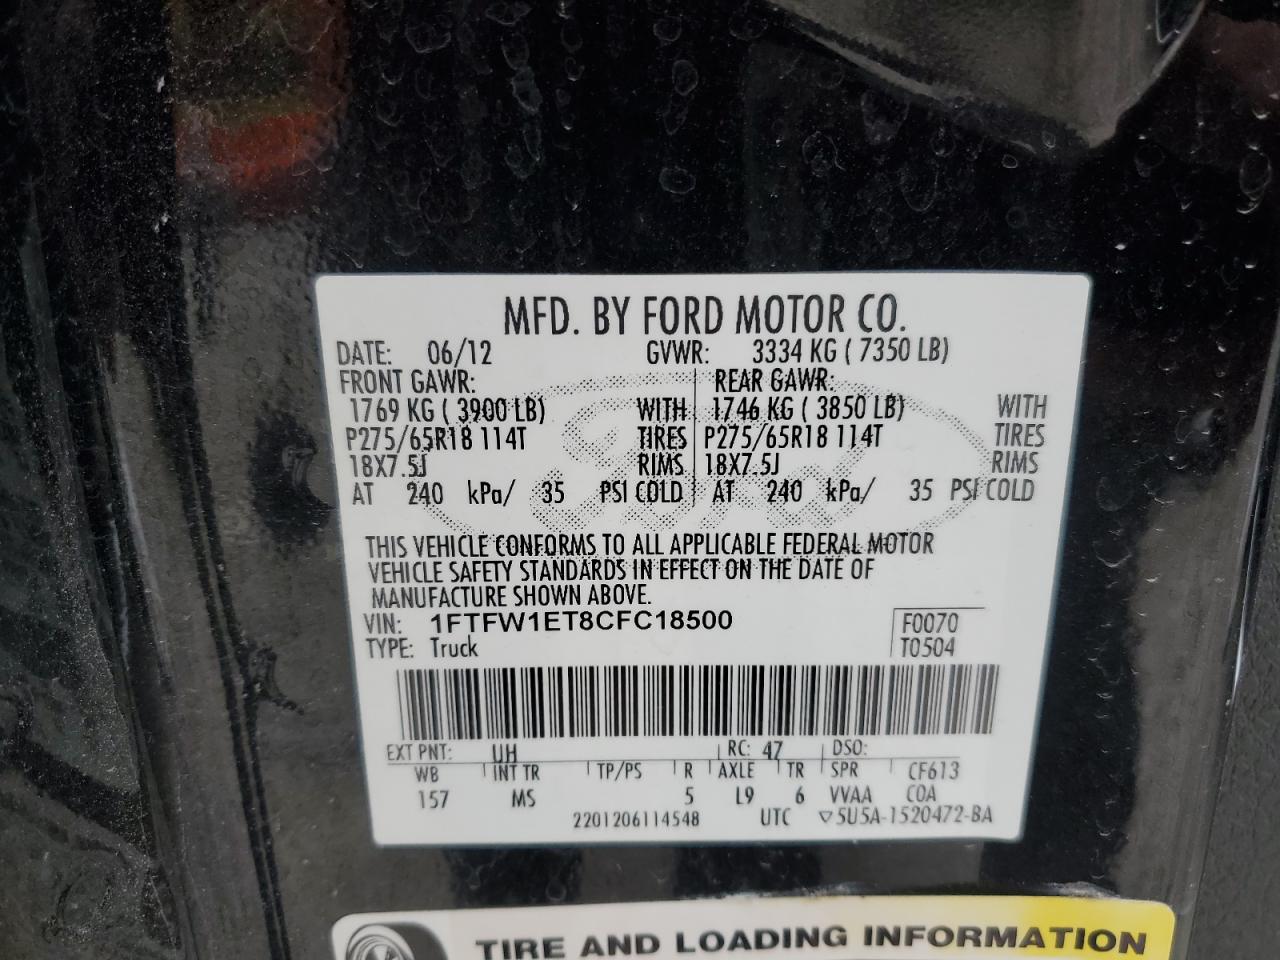 MFD. BY FORD MOTOR CO.
DATE: 06/12 GVWR: 3334 KG ( 7350 LB)
FRONT GAWR: REAR GAWR:
1769 KG ( 3900 LB) WITH 1746 KG ( 3850 LB) WITH
P275/65R18 114T TIRES P275/65R18 114T TIRES
18X7.5J RIMS 18X7.5J RIMS
AT 240 kPa/ 35 PSI COLD AT 240 kPa/ 35 PSI COLD
THIS VEHICLE CONFORMS TO ALL APPLICABLE FEDERAL MOTOR
VEHICLE SAFETY STANDARDS IN EFFECT ON THE DATE OF
MANUFACTURE SHOWN ABOVE.
VIN: 1FTFW1ET8CFC18500 F0070
TYPE: Truck T0504
EXT PNT: UH RC: 47 DSO:
WB INT TR TP/PS R AXLE TR SPR CF613
157 MS 5 L9 6 VVAA COA
2201206114548 UTC ▽5U5A-1520472-BA
TIRE AND LOADING INFORMATION